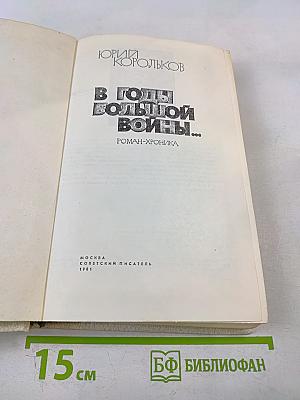 ЮРИЙ
КОРОЛЬКОВ
В ГОДЫ
БОЛЬШОЙ
ВОЙНЫ...
РОМАН-ХРОНИКА
МОСКВА
СОВЕТСКИЙ ПИСАТЕЛЬ
1981
15 см
БФ БИБЛИОФАН